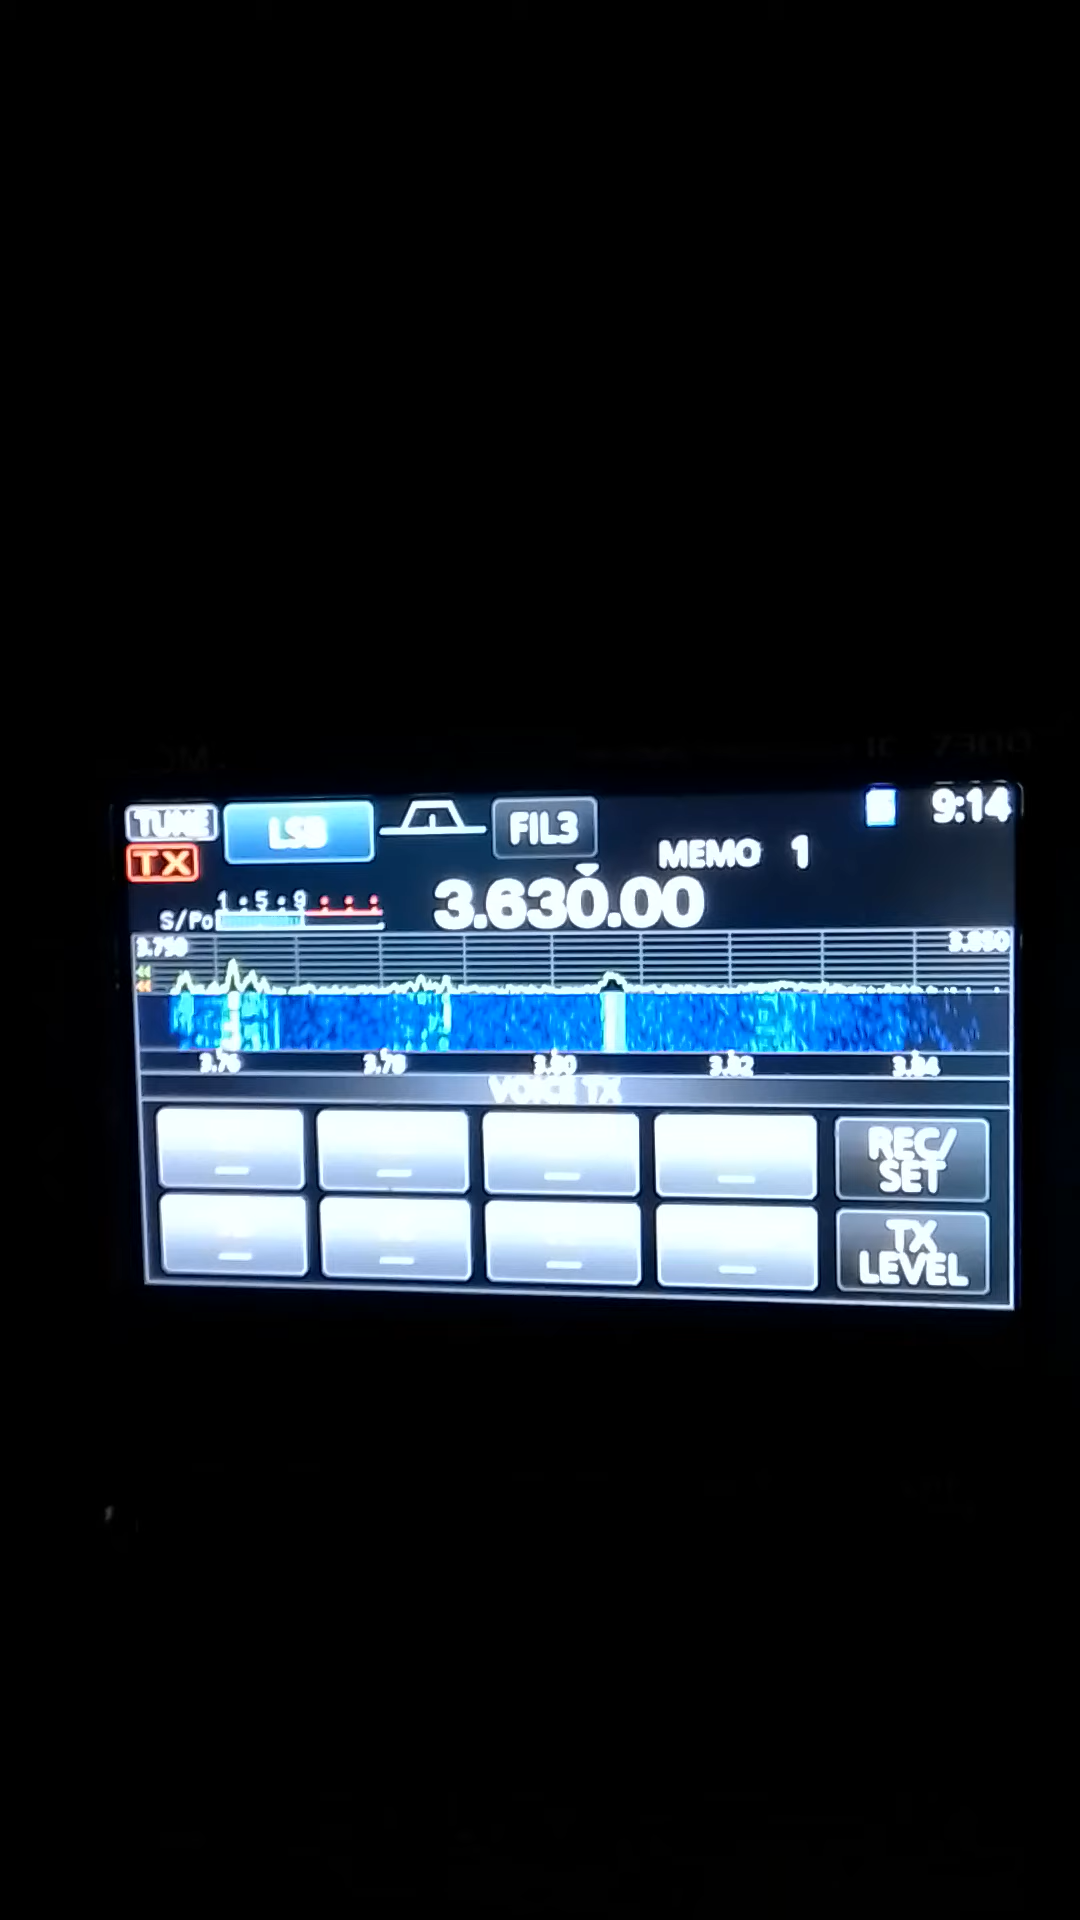 IC-7300
TUNE LSB FIL3 9:14
TX MEMO 1
1 5 9 3.630.00
S/Po
3.750 3.850
3.76 3.78 3.80 3.82 3.84
VOICE TX
REC/
SET
TX
LEVEL